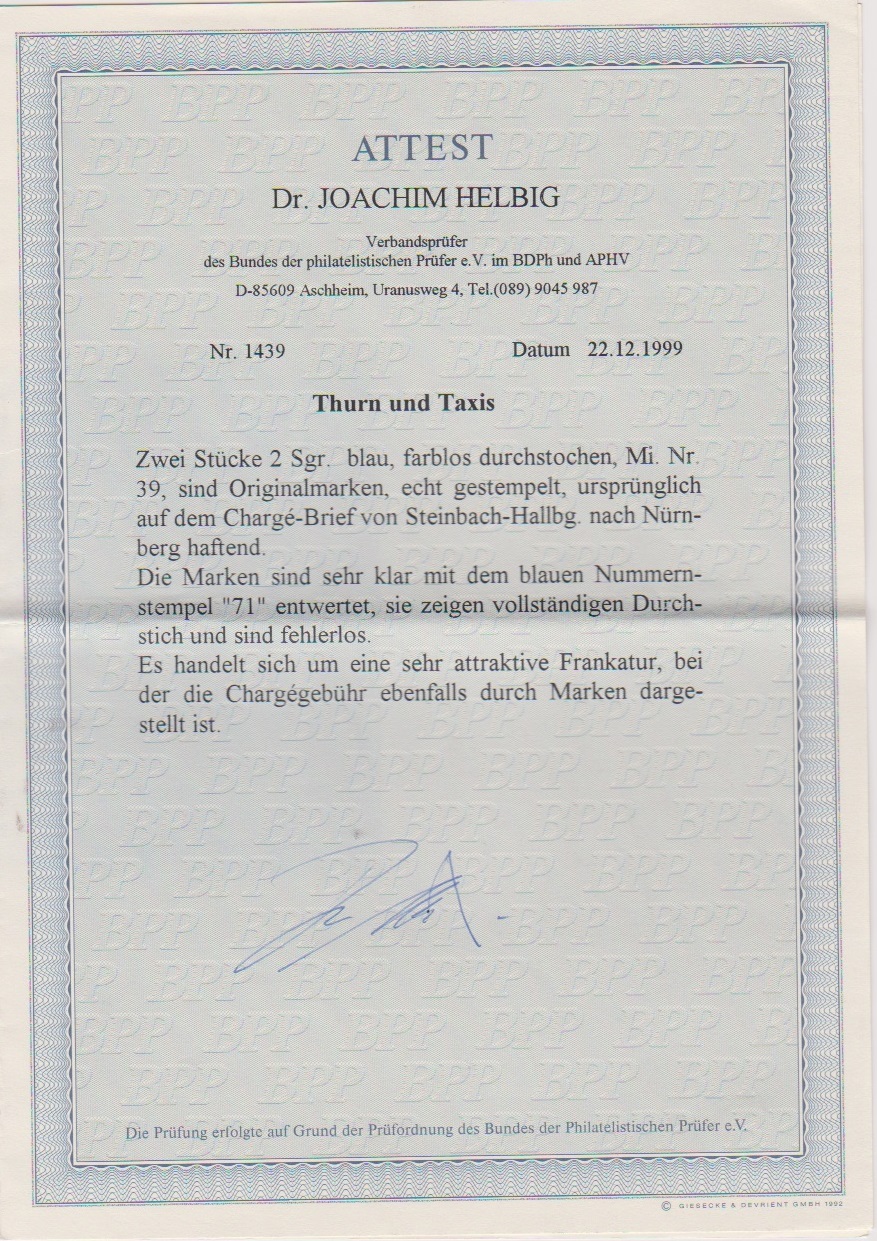 ATTEST
Dr. JOACHIM HELBIG
Verbandsprüfer
des Bundes der philatelistischen Prüfer e.V. im BDPh und APHV
D-85609 Aschheim, Uranusweg 4, Tel.(089) 9045 987
Nr. 1439 Datum 22.12.1999
Thurn und Taxis
Zwei Stücke 2 Sgr. blau, farblos durchstochen, Mi. Nr.
39, sind Originalmarken, echt gestempelt, ursprünglich
auf dem Chargé-Brief von Steinbach-Hallbg. nach Nürn-
berg haftend.
Die Marken sind sehr klar mit dem blauen Nummern-
stempel "71" entwertet, sie zeigen vollständigen Durch-
stich und sind fehlerlos.
Es handelt sich um eine sehr attraktive Frankatur, bei
der die Chargégebühr ebenfalls durch Marken darge-
stellt ist.
Die Prüfung erfolgte auf Grund der Prüfordnung des Bundes der Philatelistischen Prüfer e.V.
© GIESECKE & DEVRIENT GMBH 1992